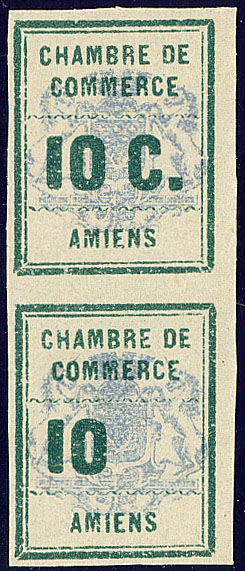 CHAMBRE DE
COMMERCE
10 C.
AMIENS
CHAMBRE DE
COMMERCE
10
AMIENS